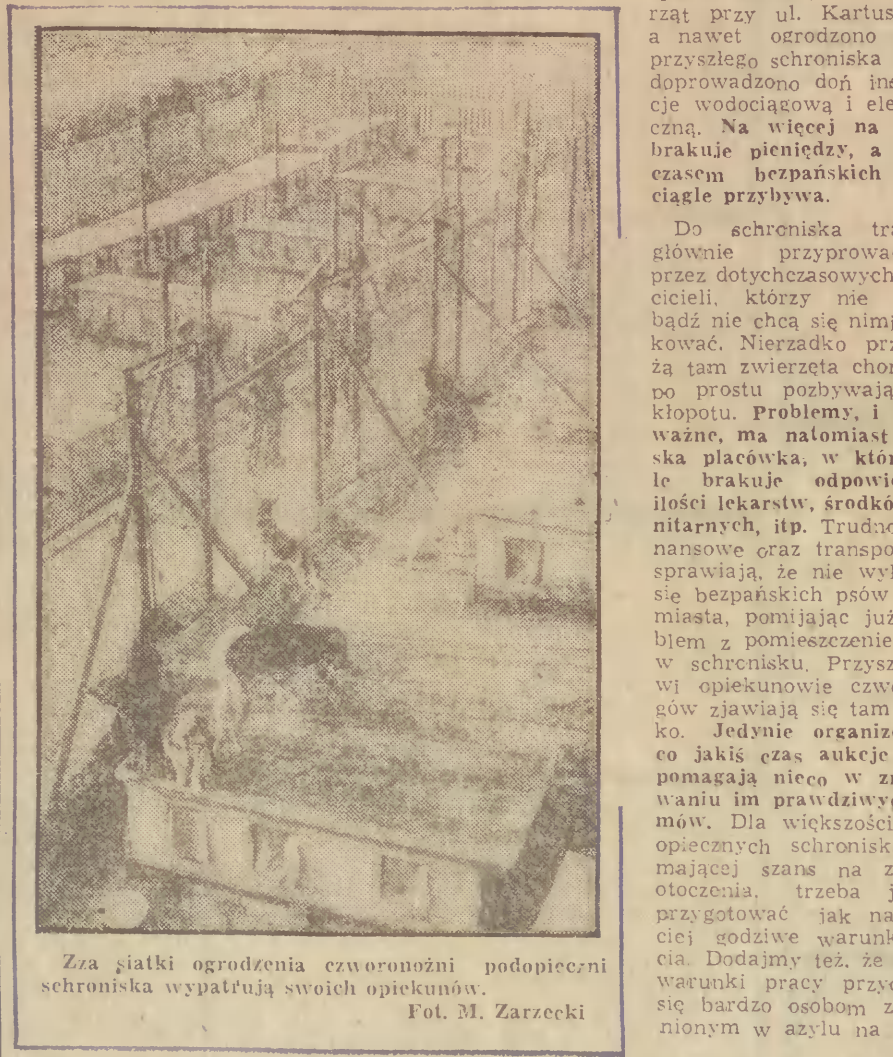 Zza siatki ogrodzenia czworonożni podopieczni
schroniska wypatrują swoich opiekunów.
Fot. M. Zarzecki
rząt przy ul. Kartus
a nawet ogrodzono
przyszłego schroniska
doprowadzono doń ins
cje wodociągową i ele
czną. Na więcej na
brakuje pieniędzy, a
czasem bezpańskich
ciągle przybywa.
Do schroniska tra
głównie przyprowa
przez dotychczasowych
cicieli, którzy nie
bądź nie chcą się nimi
kować. Nierzadko prz
żą tam zwierzęta chor
po prostu pozbywają
kłopotu. Problemy, i
ważne, ma natomiast
ska placówka, w któr
le brakuje odpowie
ilości lekarstw, środkó
nitarnych, itp. Trudno
nansowe oraz transpo
sprawiają, że nie wył
się bezpańskich psów
miasta, pomijając już
blem z pomieszczenie
w schronisku. Przysz
wi opiekunowie czwo
gów zjawiają się tam
ko. Jedynie organizo
co jakiś czas aukcje
pomagają nieco w zn
waniu im prawdziwyc
mów. Dla większości
opiecznych schronisk
mającej szans na z
otoczenia, trzeba j
przygotować jak na
ciej godziwe warunk
cia. Dodajmy też, że
warunki pracy przyd
się bardzo osobom z
nionym w azylu na